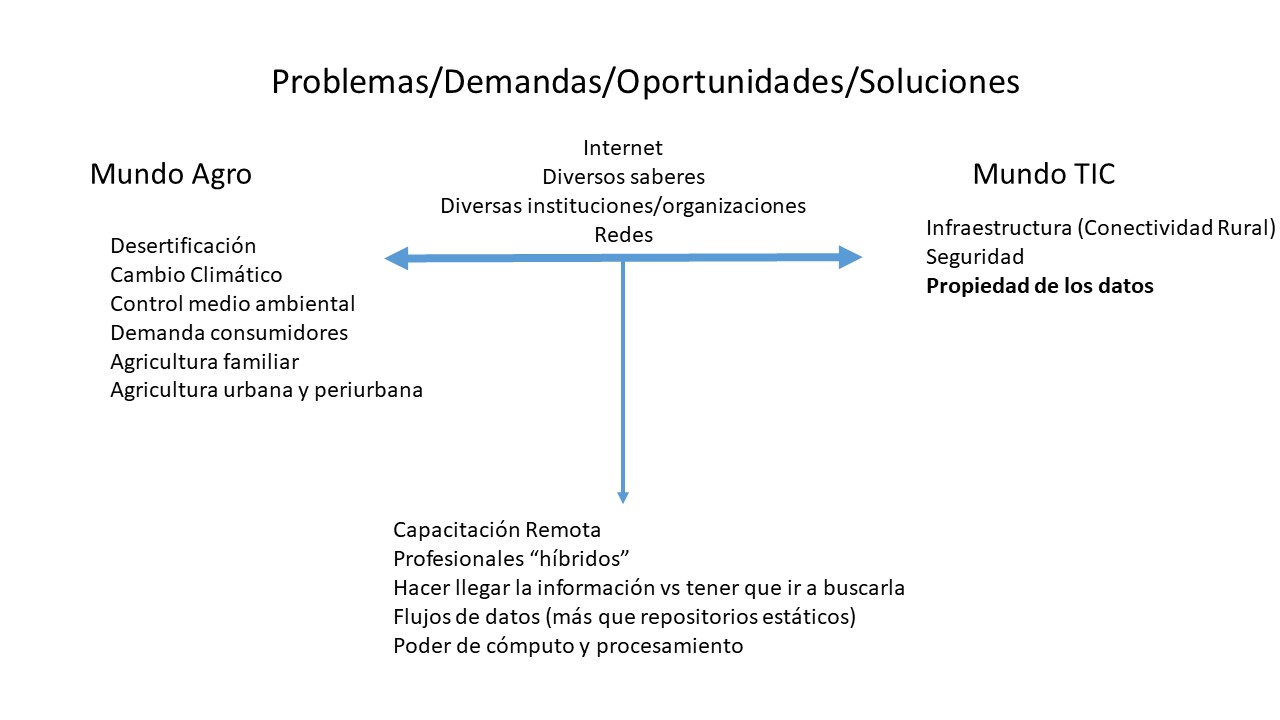 Problemas/Demandas/Oportunidades/Soluciones
Mundo Agro
Desertificación
Cambio Climático
Control medio ambiental
Demanda consumidores
Agricultura familiar
Agricultura urbana y periurbana
Internet
Diversos saberes
Diversas instituciones/organizaciones
Redes
Mundo TIC
Infraestructura (Conectividad Rural)
Seguridad
Propiedad de los datos
Capacitación Remota
Profesionales “híbridos”
Hacer llegar la información vs tener que ir a buscarla
Flujos de datos (más que repositorios estáticos)
Poder de cómputo y procesamiento